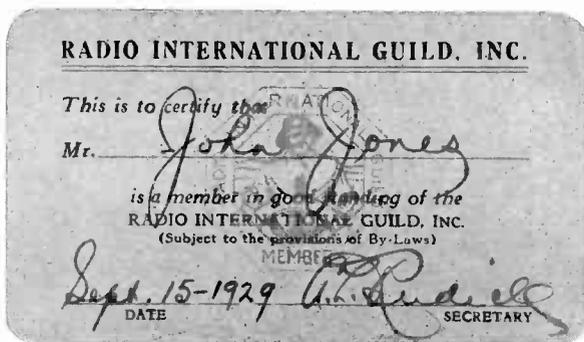 RADIO INTERNATIONAL GUILD, INC.
This is to certify that
Mr. John Jones
is a member in good standing of the
RADIO INTERNATIONAL GUILD, INC.
(Subject to the provisions of By-Laws)
MEMBER
Sept. 15-1929
DATE
SECRETARY